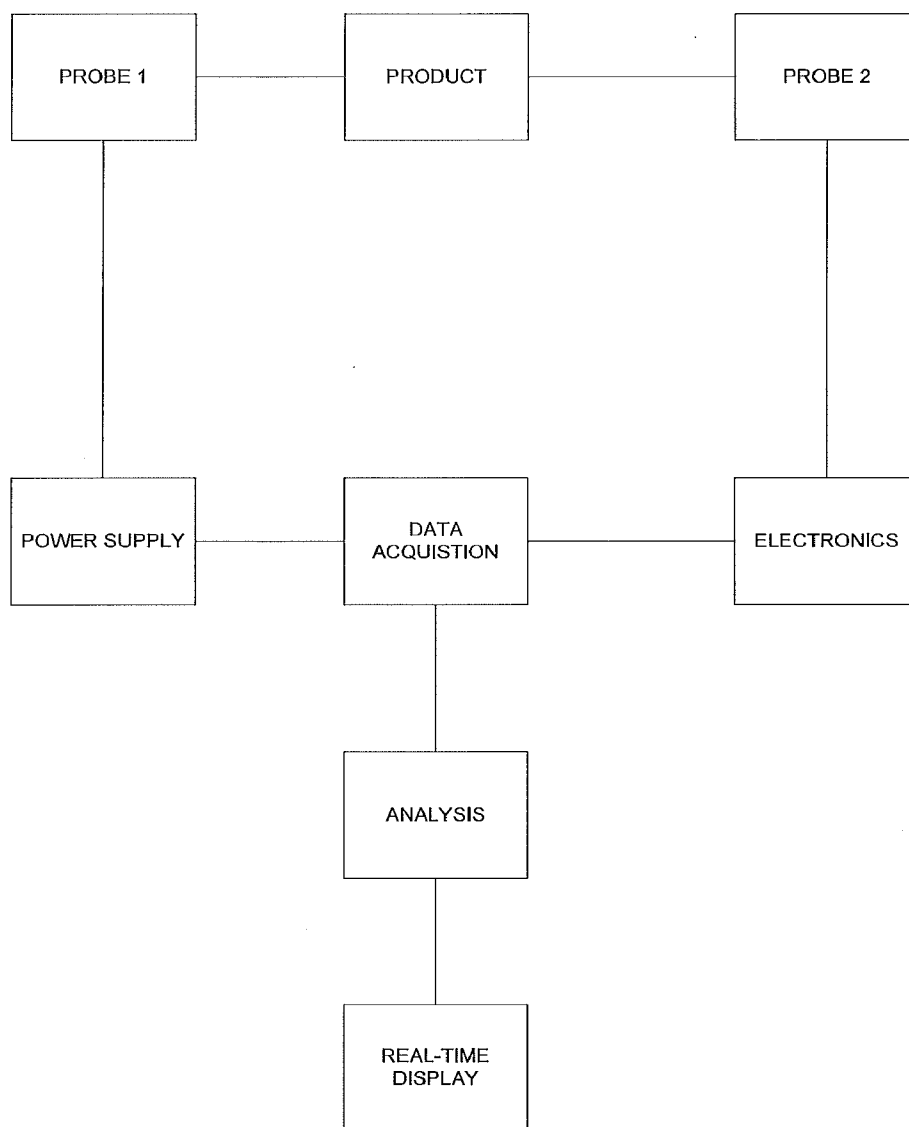 PROBE 1
PRODUCT
PROBE 2
POWER SUPPLY
DATA
ACQUISTION
ELECTRONICS
ANALYSIS
REAL-TIME
DISPLAY